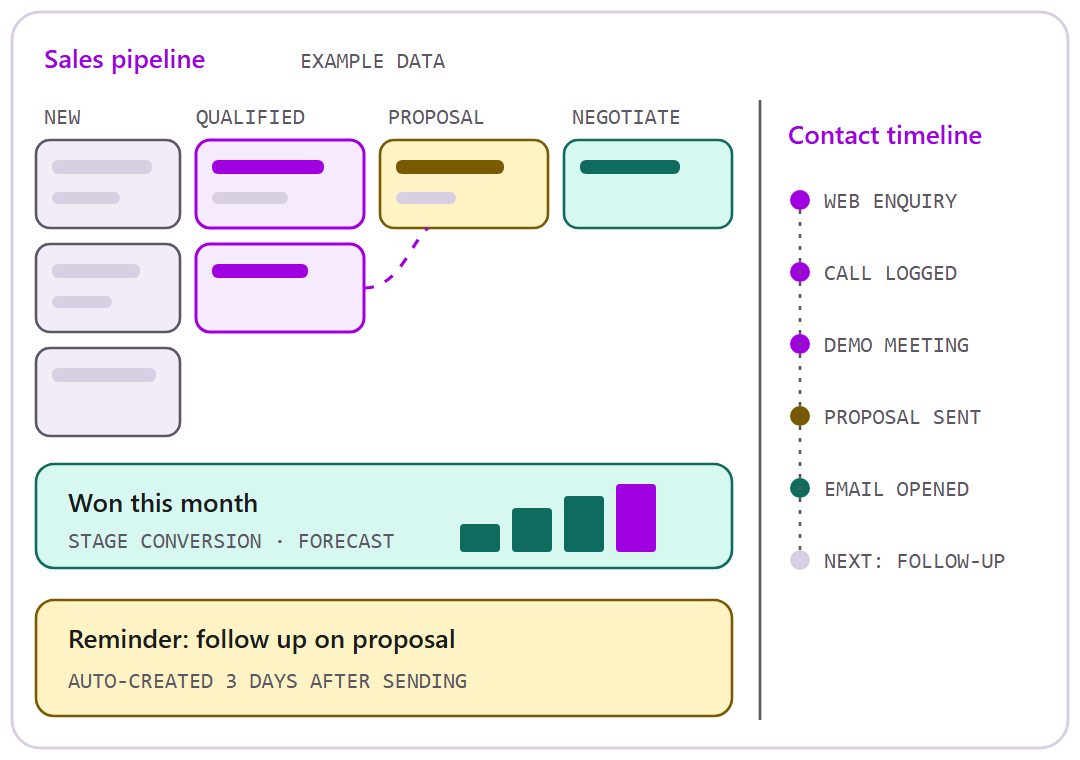 Sales pipeline
EXAMPLE DATA
NEW
QUALIFIED
PROPOSAL
NEGOTIATE
Won this month
STAGE CONVERSION · FORECAST
Reminder: follow up on proposal
AUTO-CREATED 3 DAYS AFTER SENDING
Contact timeline
WEB ENQUIRY
CALL LOGGED
DEMO MEETING
PROPOSAL SENT
EMAIL OPENED
NEXT: FOLLOW-UP